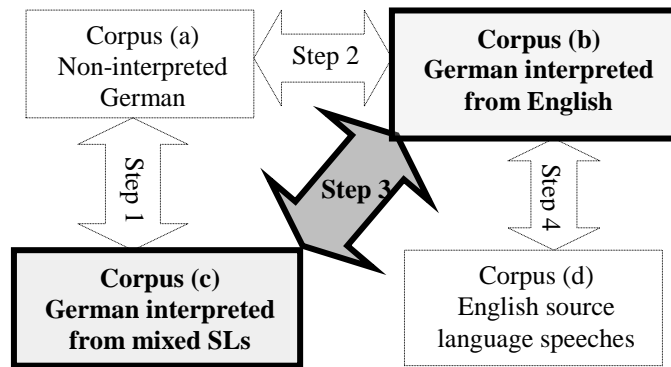 Corpus (a)
Non-interpreted
German
Step 2
Corpus (b)
German interpreted
from English
Step 1
Step 3
Step 4
Corpus (c)
German interpreted
from mixed SLs
Corpus (d)
English source
language speeches